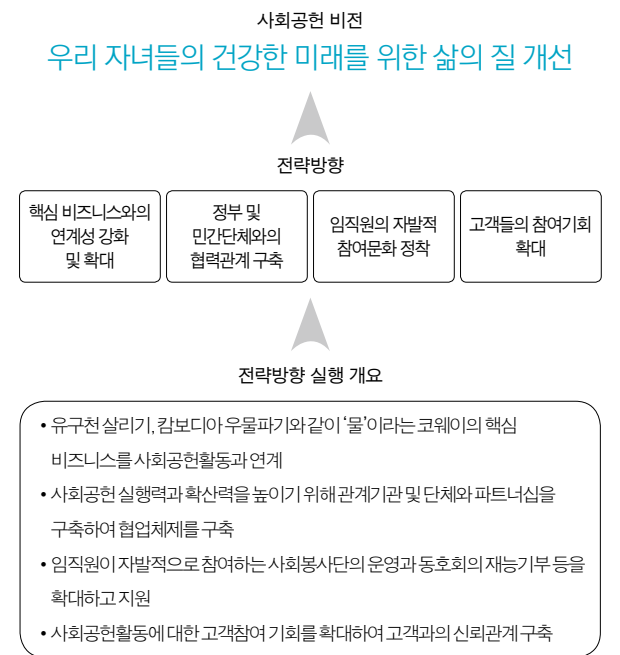 사회공헌 비전
우리 자녀들의 건강한 미래를 위한 삶의 질 개선
전략방향
핵심 비즈니스와의
연계성 강화
및 확대
정부 및
민간단체와의
협력관계 구축
임직원의 자발적
참여문화 정착
고객들의 참여기회
확대
전략방향 실행 개요
• 유구천 살리기, 캄보디아 우물파기와 같이 ‘물’이라는 코웨이의 핵심
비즈니스를 사회공헌활동과 연계
• 사회공헌 실행력과 확산력을 높이기 위해 관계기관 및 단체와 파트너십을
구축하여 협업체제를 구축
• 임직원이 자발적으로 참여하는 사회봉사단의 운영과 동호회의 재능기부 등을
확대하고 지원
• 사회공헌활동에 대한 고객참여 기회를 확대하여 고객과의 신뢰관계 구축